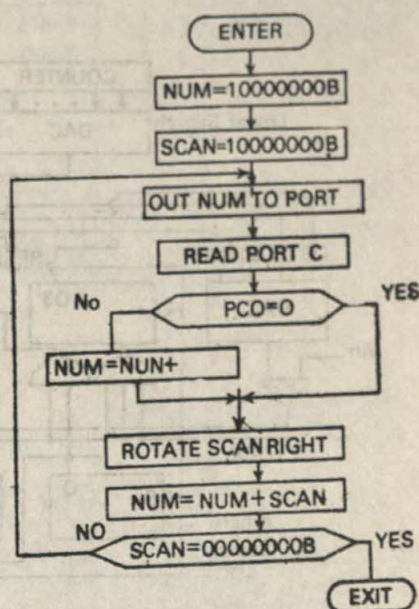 ENTER
NUM=10000000B
SCAN=10000000B
OUT NUM TO PORT
READ PORT C
No
PCO=O
YES
NUM=NUN+
ROTATE SCAN RIGHT
NUM=NUM+SCAN
NO
SCAN=00000000B
YES
EXIT